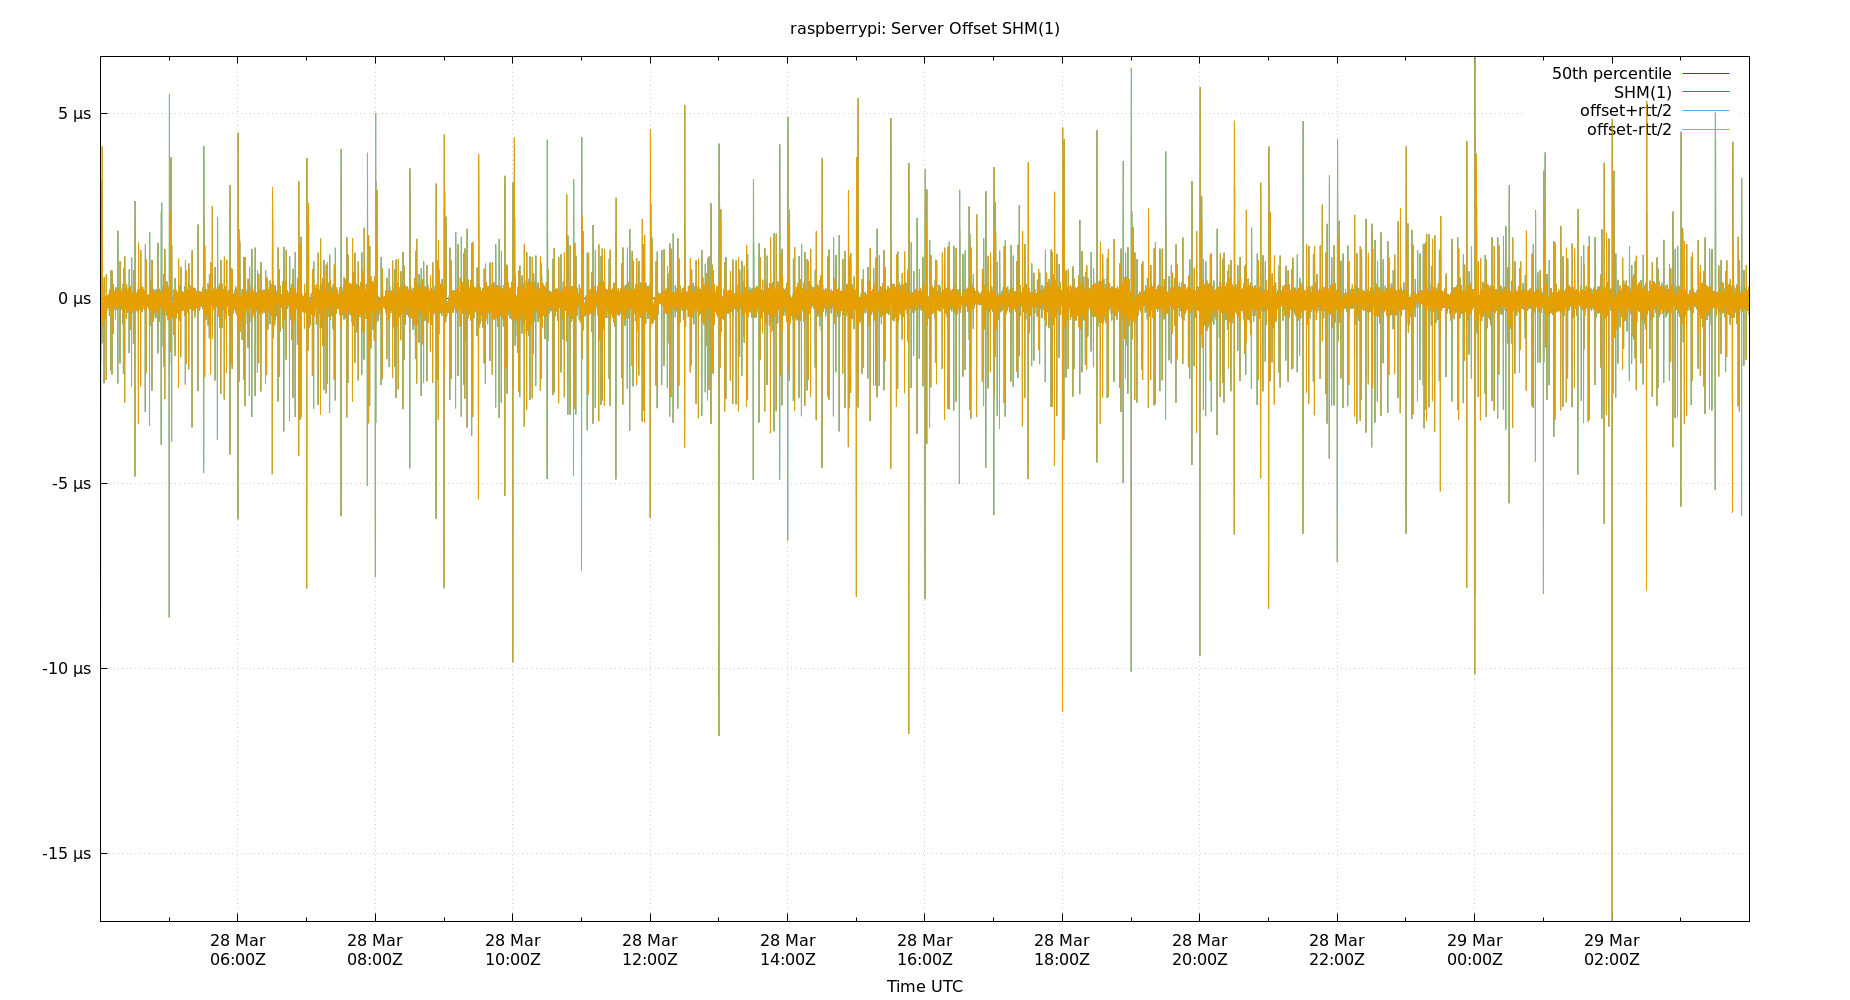 raspberrypi: Server Offset SHM(1)
50th percentile
SHM(1)
offset+rtt/2
offset-rtt/2
5 µs
0 µs
-5 µs
-10 µs
-15 µs
28 Mar 28 Mar 28 Mar 28 Mar 28 Mar 28 Mar 28 Mar 28 Mar 28 Mar 29 Mar 29 Mar
06:00Z 08:00Z 10:00Z 12:00Z 14:00Z 16:00Z 18:00Z 20:00Z 22:00Z 00:00Z 02:00Z
Time UTC